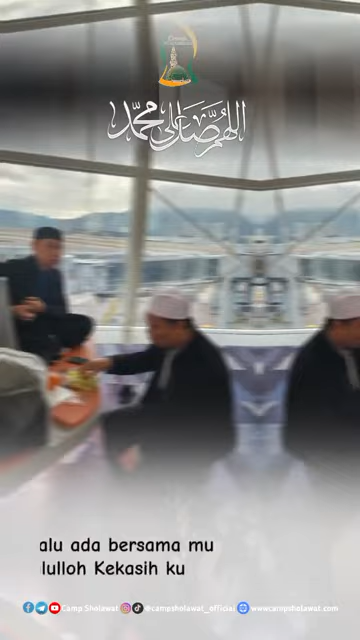 اللهم صل على محمد
alu ada bersama mu
lulloh Kekasih ku
Camp Sholawat @campsholawat_official www.campsholawat.com